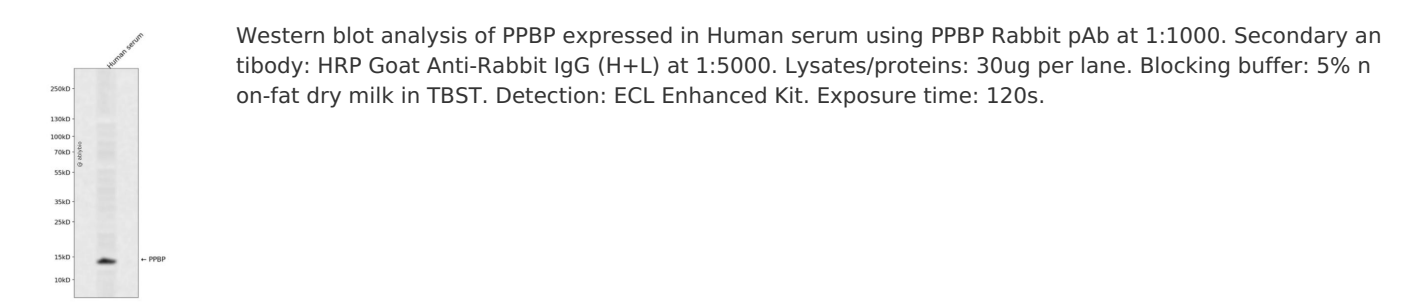 Human serum
Western blot analysis of PPBP expressed in Human serum using PPBP Rabbit pAb at 1:1000. Secondary an
tibody: HRP Goat Anti-Rabbit IgG (H+L) at 1:5000. Lysates/proteins: 30ug per lane. Blocking buffer: 5% n
on-fat dry milk in TBST. Detection: ECL Enhanced Kit. Exposure time: 120s.
250kD
130kD
100kD
70kD
55kD
35kD
25kD
15kD
← PPBP
10kD